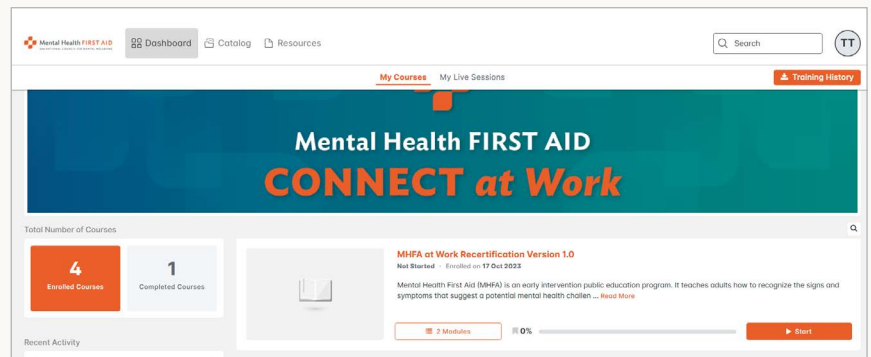 Mental Health FIRST AID
Dashboard
Catalog
Resources
Search
TT
My Courses
My Live Sessions
Training History
Mental Health FIRST AID
CONNECT at Work
Total Number of Courses
4
Enrolled Courses
1
Completed Courses
MHFA at Work Recertification Version 1.0
Not Started - Enrolled on 17 Oct 2023
Mental Health First Aid (MHFA) is an early intervention public education program. It teaches adults how to recognize the signs and
symptoms that suggest a potential mental health challen ... Read More
2 Modules
0%
Start
Recent Activity